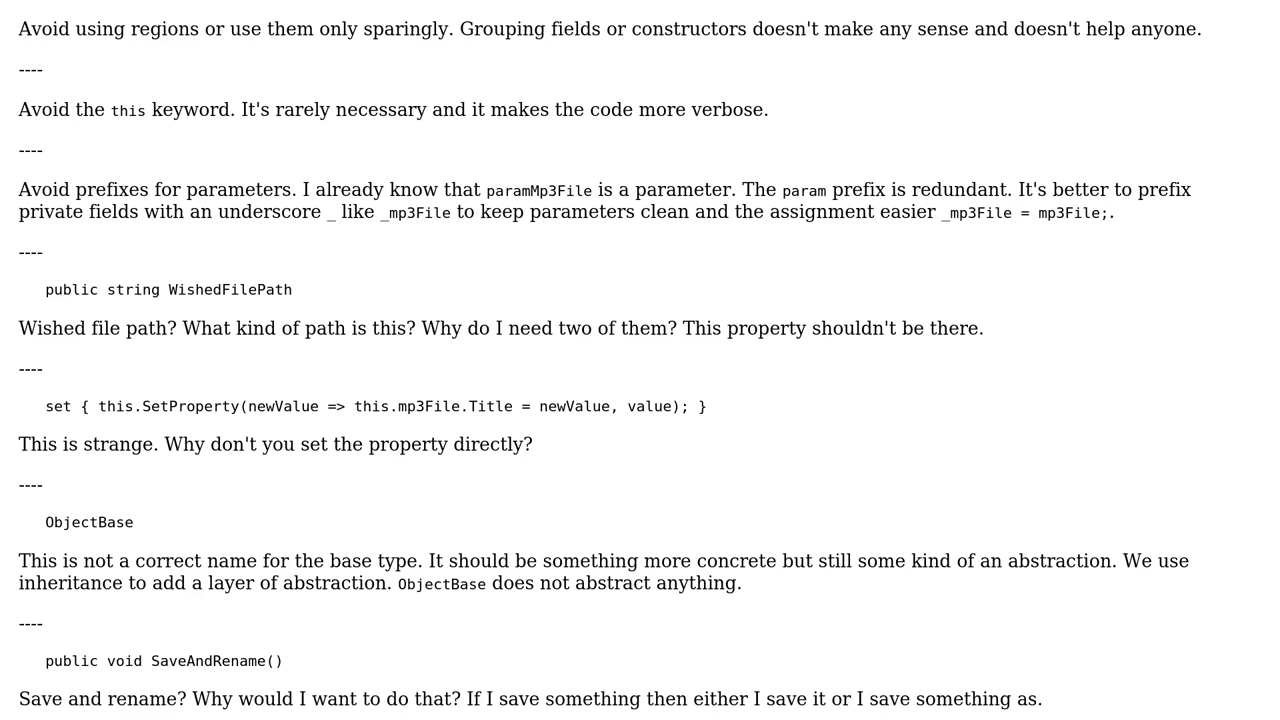 Avoid using regions or use them only sparingly. Grouping fields or constructors doesn't make any sense and doesn't help anyone.
----
Avoid the this keyword. It's rarely necessary and it makes the code more verbose.
----
Avoid prefixes for parameters. I already know that paramMp3File is a parameter. The param prefix is redundant. It's better to prefix
private fields with an underscore _ like _mp3File to keep parameters clean and the assignment easier _mp3File = mp3File;.
----
public string WishedFilePath
Wished file path? What kind of path is this? Why do I need two of them? This property shouldn't be there.
----
set { this.SetProperty(newValue => this.mp3File.Title = newValue, value); }
This is strange. Why don't you set the property directly?
----
ObjectBase
This is not a correct name for the base type. It should be something more concrete but still some kind of an abstraction. We use
inheritance to add a layer of abstraction. ObjectBase does not abstract anything.
----
public void SaveAndRename()
Save and rename? Why would I want to do that? If I save something then either I save it or I save something as.